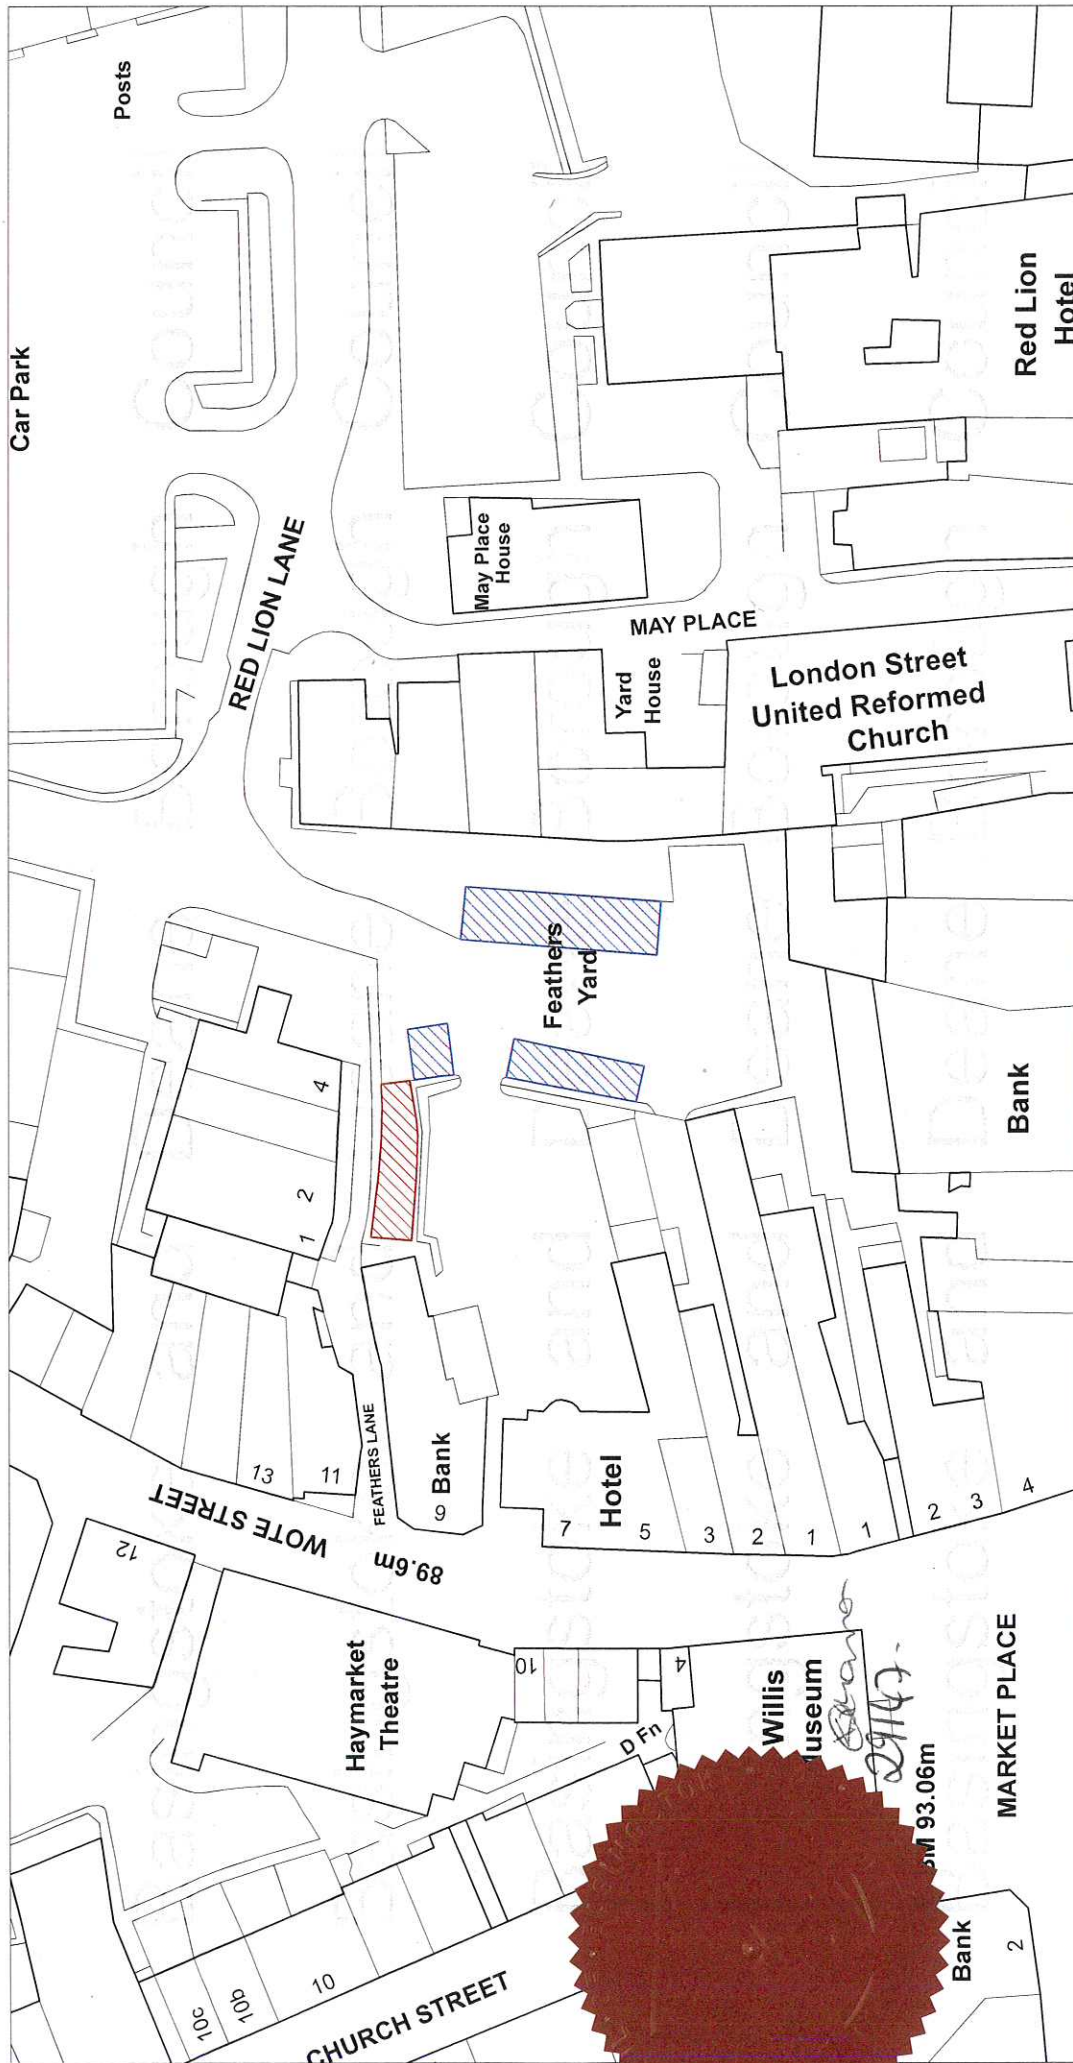 Car Park
Posts
RED LION LANE
May Place
House
MAY PLACE
Yard
House
London Street
United Reformed
Church
Red Lion
Hotel
Feathers
Yard
4
2
1
13
11
FEATHERS LANE
Bank
9
WOTE STREET
89.6m
12
Hotel
7
5
3
2
1
1
2
3
4
Bank
Haymarket
Theatre
10
4
D Fn
Willis
MARKET PLACE
93.06m
10c
10b
10
CHURCH STREET
Bank
2